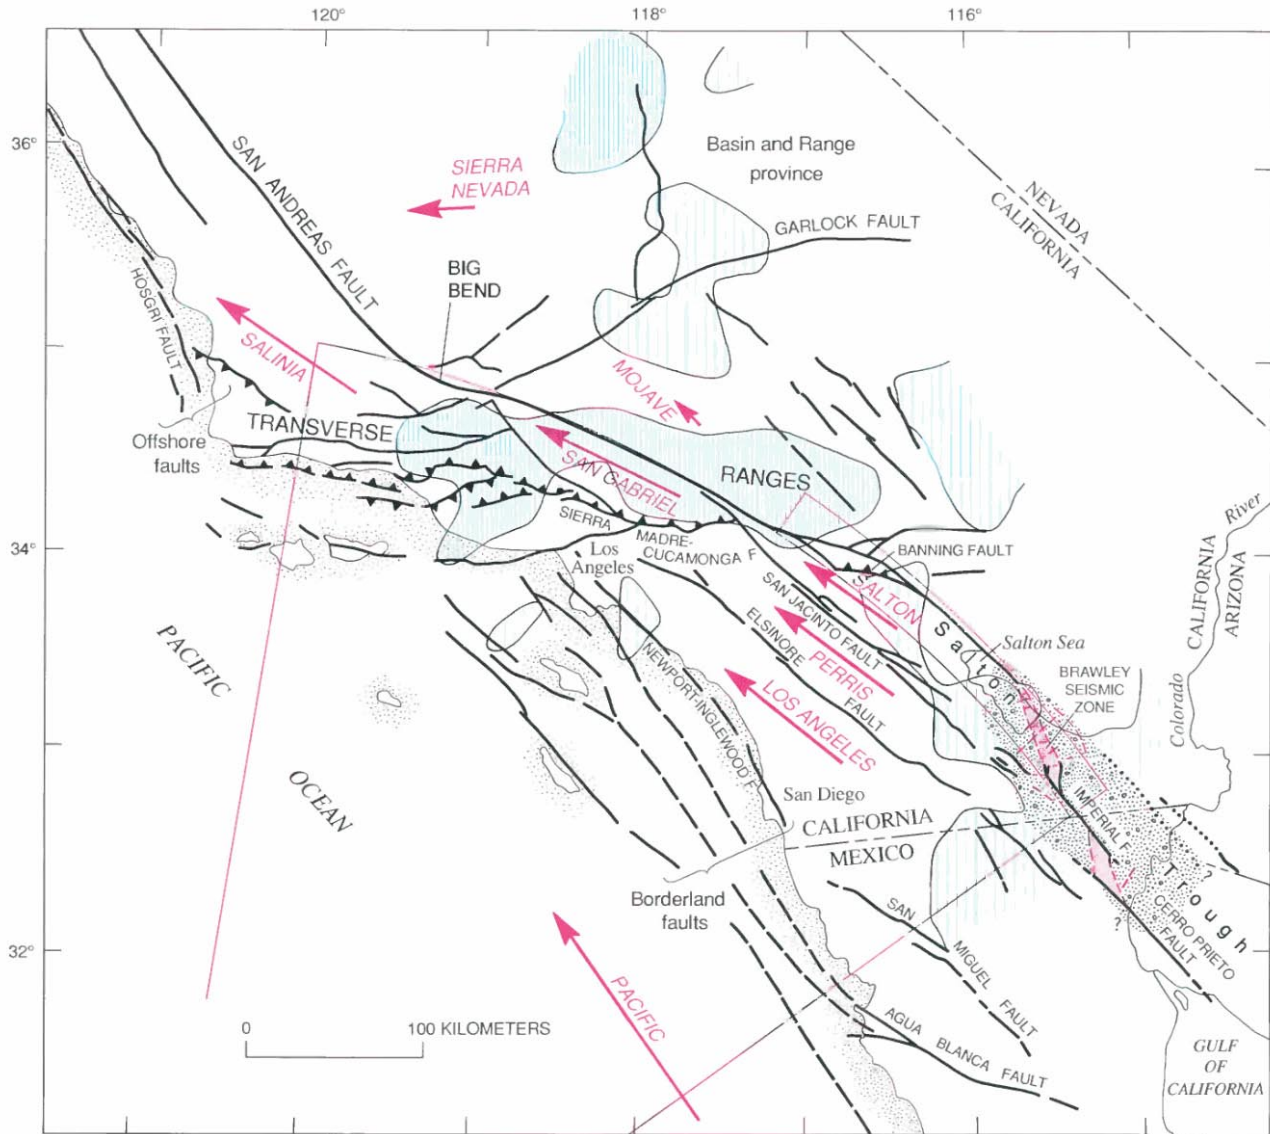 120°
118°
116°
36°
34°
32°
SAN ANDREAS FAULT
SIERRA
NEVADA
Basin and Range
province
NEVADA
CALIFORNIA
GARLOCK FAULT
BIG
BEND
HOSGRI FAULT
SALINIA
MOJAVE
TRANSVERSE
RANGES
Offshore
faults
SAN GABRIEL
SIERRA
MADRE-
CUCAMONGA F
Los
Angeles
BANNING FAULT
River
CALIFORNIA
ARIZONA
Colorado
SALTON
SAN JACINTO FAULT
ELSINORE
FAULT
PERRIS
LOS ANGELES
NEWPORT-INGLEWOOD F
Salton
Trough
Salton Sea
BRAWLEY
SEISMIC
ZONE
PACIFIC
OCEAN
San Diego
CALIFORNIA
MEXICO
IMPERIAL F
?
?
CERRO PRIETO
FAULT
Borderland
faults
SAN
MIGUEL
FAULT
PACIFIC
AGUA
BLANCA FAULT
0
100 KILOMETERS
GULF
OF
CALIFORNIA